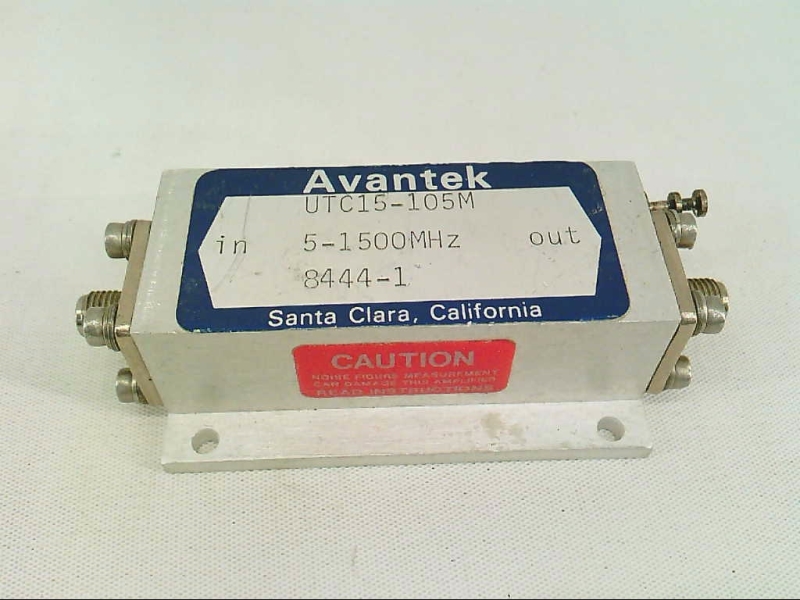 Avantek
UTC15-105M
in 5-1500MHz out
8444-1
Santa Clara, California
CAUTION
NOISE FIGURE MEASUREMENT
CAN DAMAGE THIS AMPLIFIER
READ INSTRUCTIONS